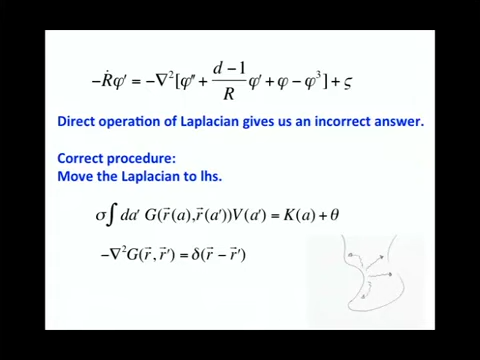 −Ṙφ′ = −∇²[φ″ + (d − 1)/R φ′ + φ − φ³] + ς
Direct operation of Laplacian gives us an incorrect answer.
Correct procedure:
Move the Laplacian to lhs.
σ∫ da′ G(r⃗(a),r⃗(a′))V(a′) = K(a) + θ
−∇²G(r⃗, r⃗′) = δ(r⃗ − r⃗′)